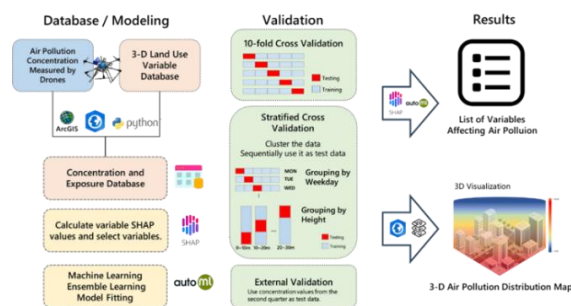 Database / Modeling
Air Pollution
Concentration
Measured by
Drones
3-D Land Use
Variable
Database
ArcGIS
python
Concentration and
Exposure Database
Calculate variable SHAP
values and select variables.
SHAP
Machine Learning
Ensemble Learning
Model Fitting
auto ml
Validation
10-fold Cross Validation
Testing
Training
Stratified Cross
Validation
Cluster the data
Sequentially use it as test data
Grouping by
Weekday
MON
TUE
WED
Grouping by
Height
0~10m
10~20m
20~30m
Testing
Training
External Validation
Use concentration values from the
second quarter as test data.
Results
SHAP
auto ml
List of Variables
Affecting Air Polluion
3D Visualization
3-D Air Pollution Distribution Map